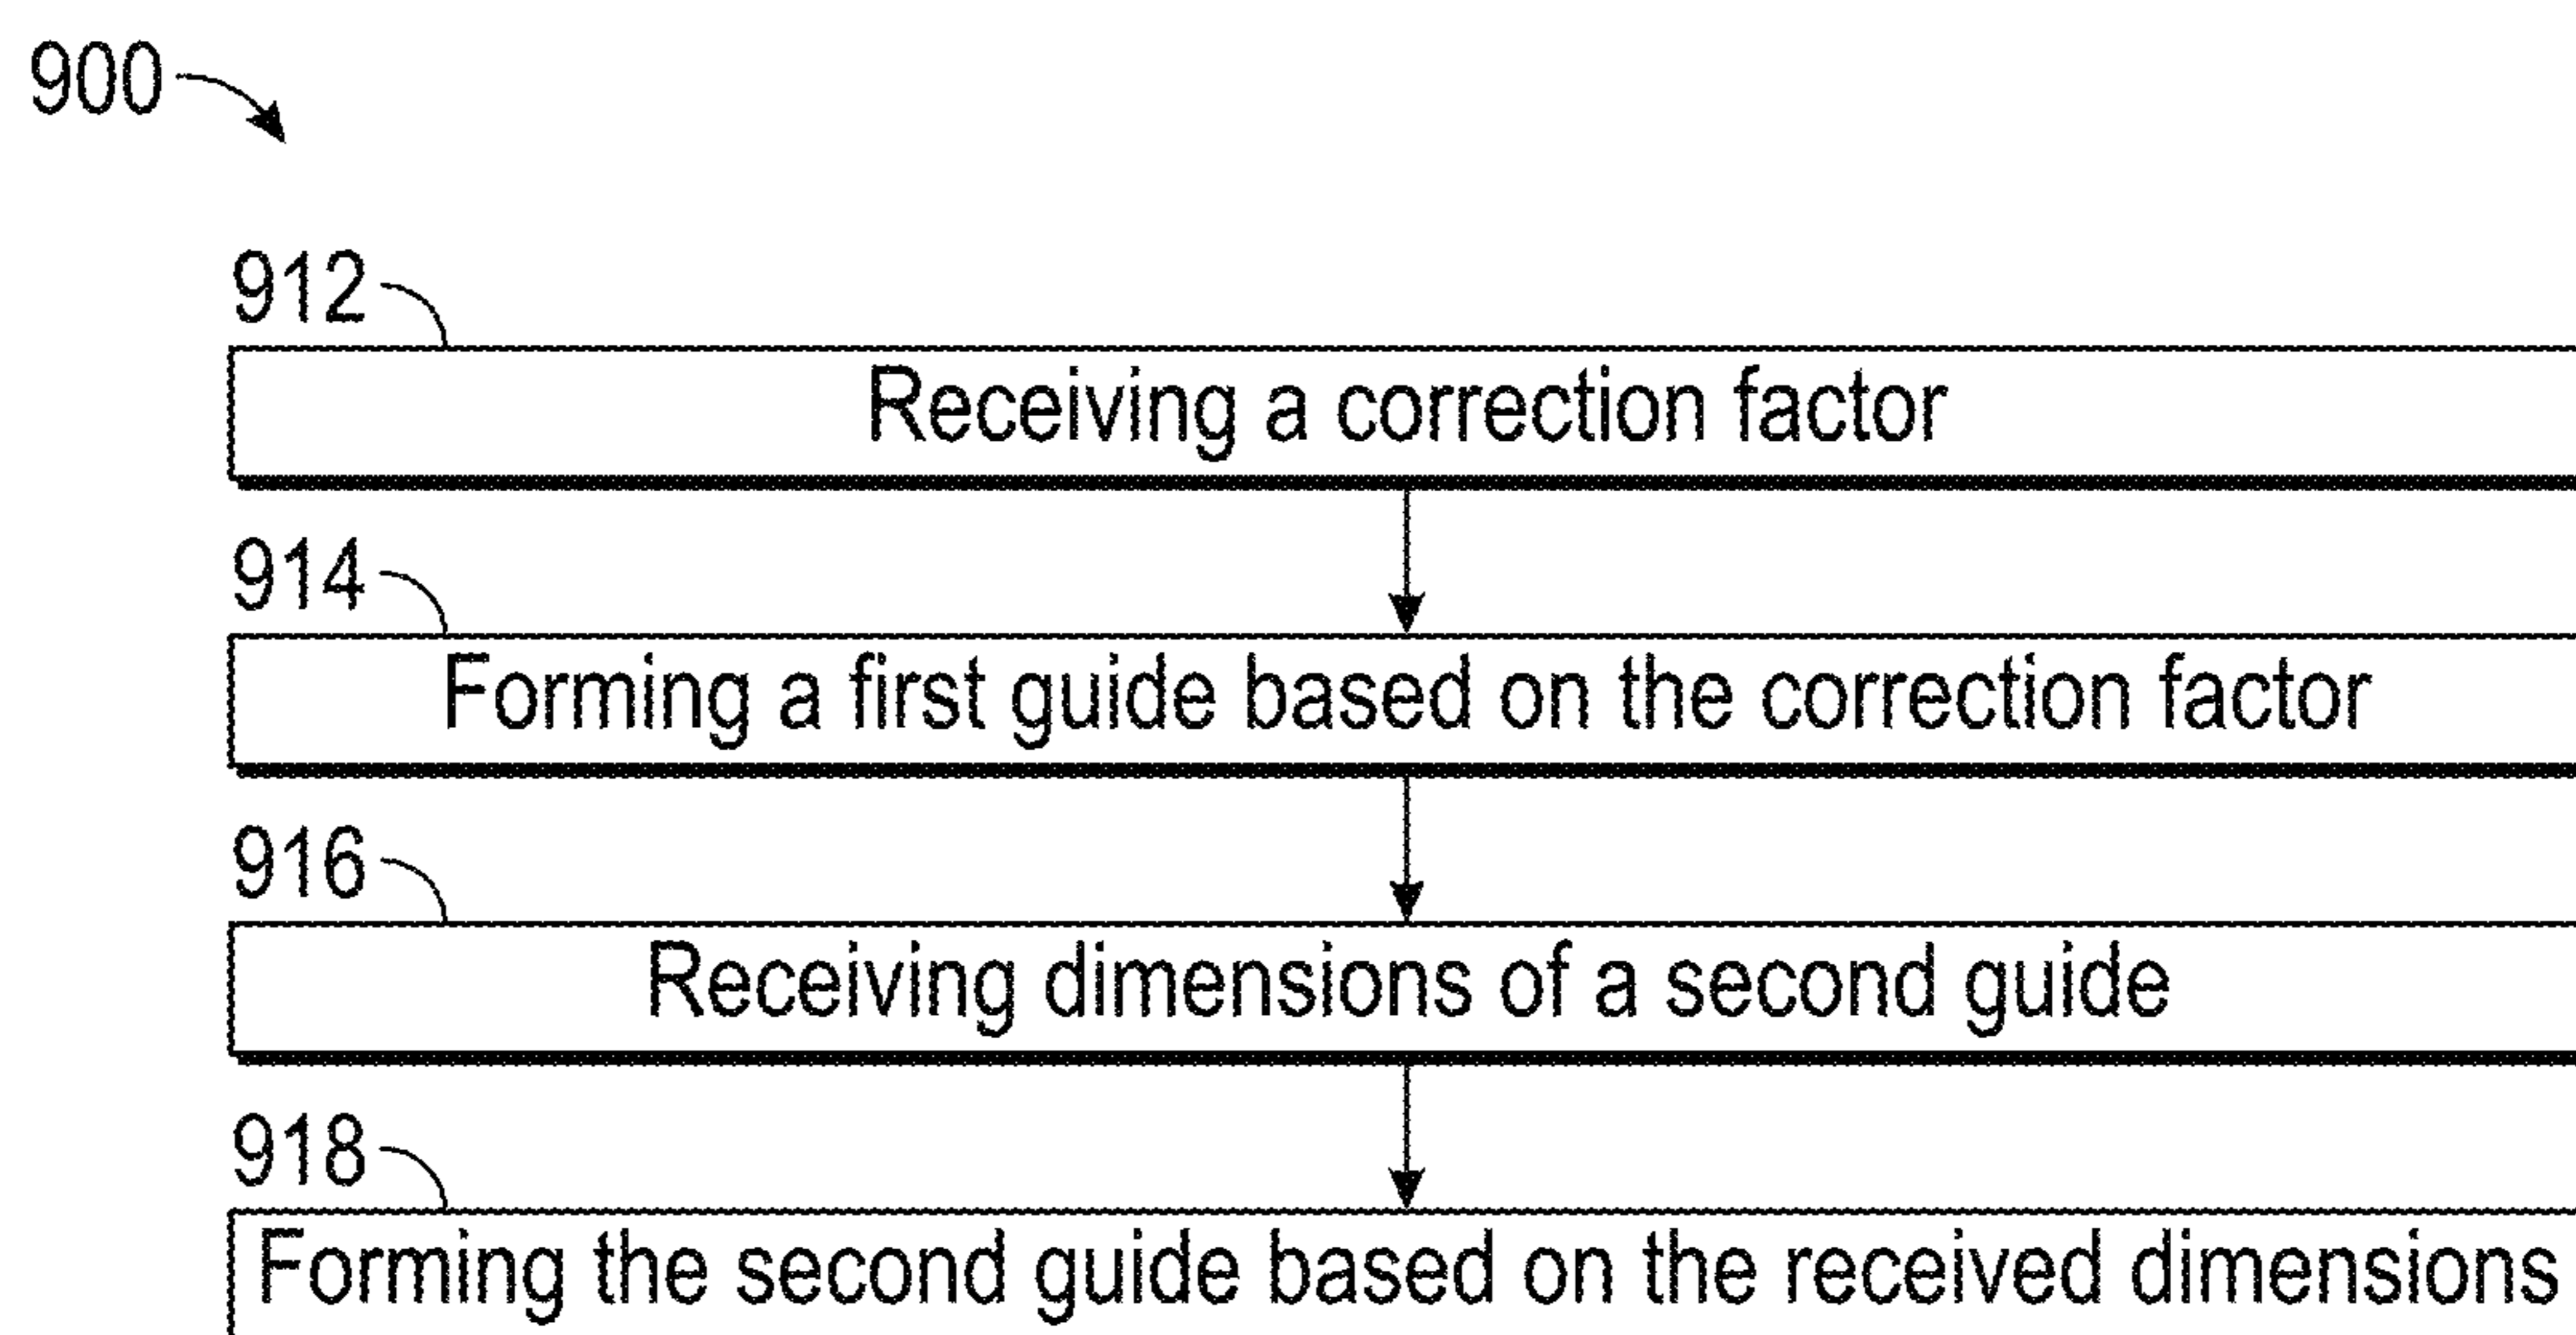 900
912
Receiving a correction factor
914
Forming a first guide based on the correction factor
916
Receiving dimensions of a second guide
918
Forming the second guide based on the received dimensions